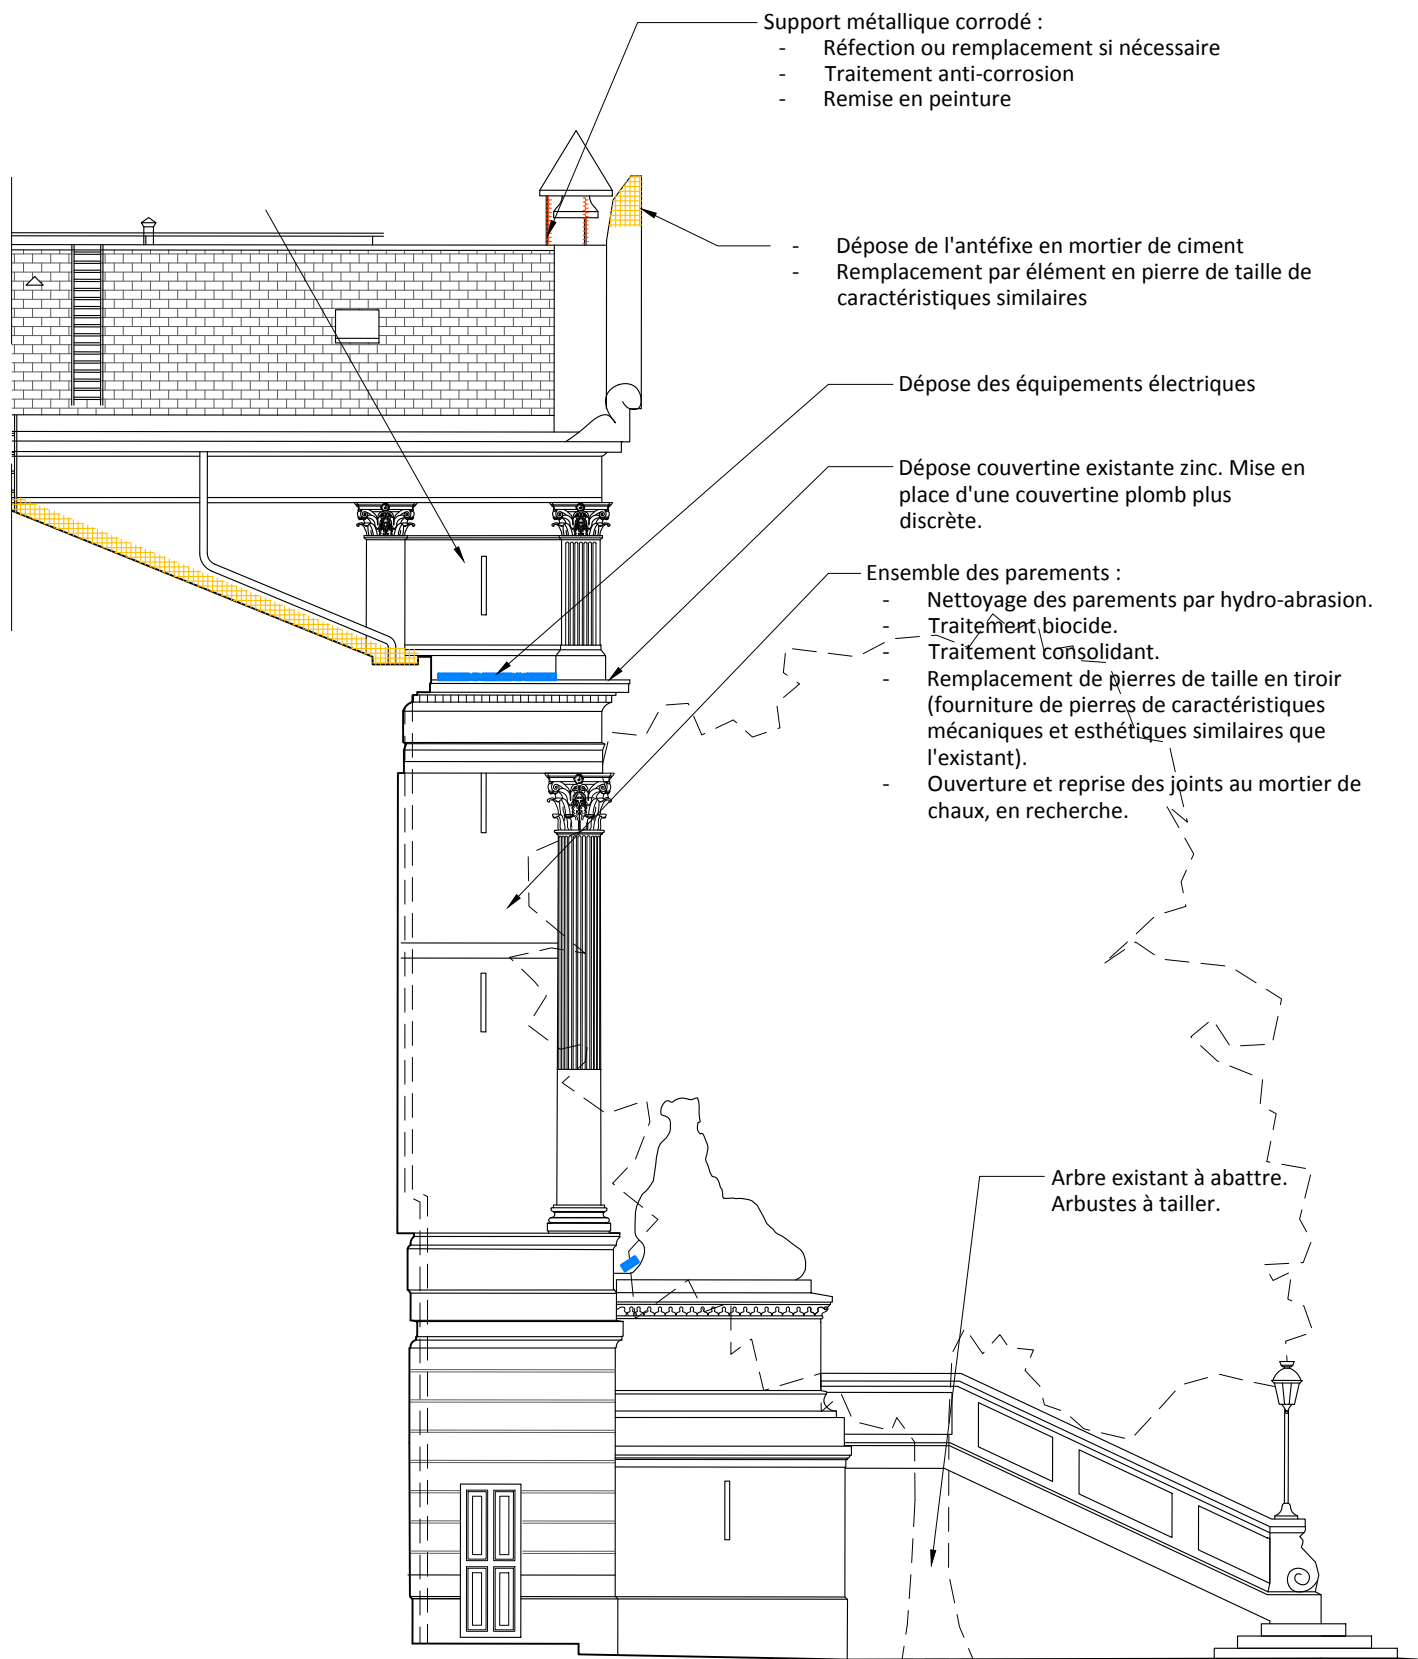 Support métallique corrodé :
- Réfection ou remplacement si nécessaire
- Traitement anti-corrosion
- Remise en peinture
- Dépose de l'antéfixe en mortier de ciment
- Remplacement par élément en pierre de taille de
caractéristiques similaires
Dépose des équipements électriques
Dépose couvertine existante zinc. Mise en
place d'une couvertine plomb plus
discrète.
Ensemble des parements :
- Nettoyage des parements par hydro-abrasion.
- Traitement biocide.
- Traitement consolidant.
- Remplacement de pierres de taille en tiroir
(fourniture de pierres de caractéristiques
mécaniques et esthétiques similaires que
l'existant).
- Ouverture et reprise des joints au mortier de
chaux, en recherche.
Arbre existant à abattre.
Arbustes à tailler.